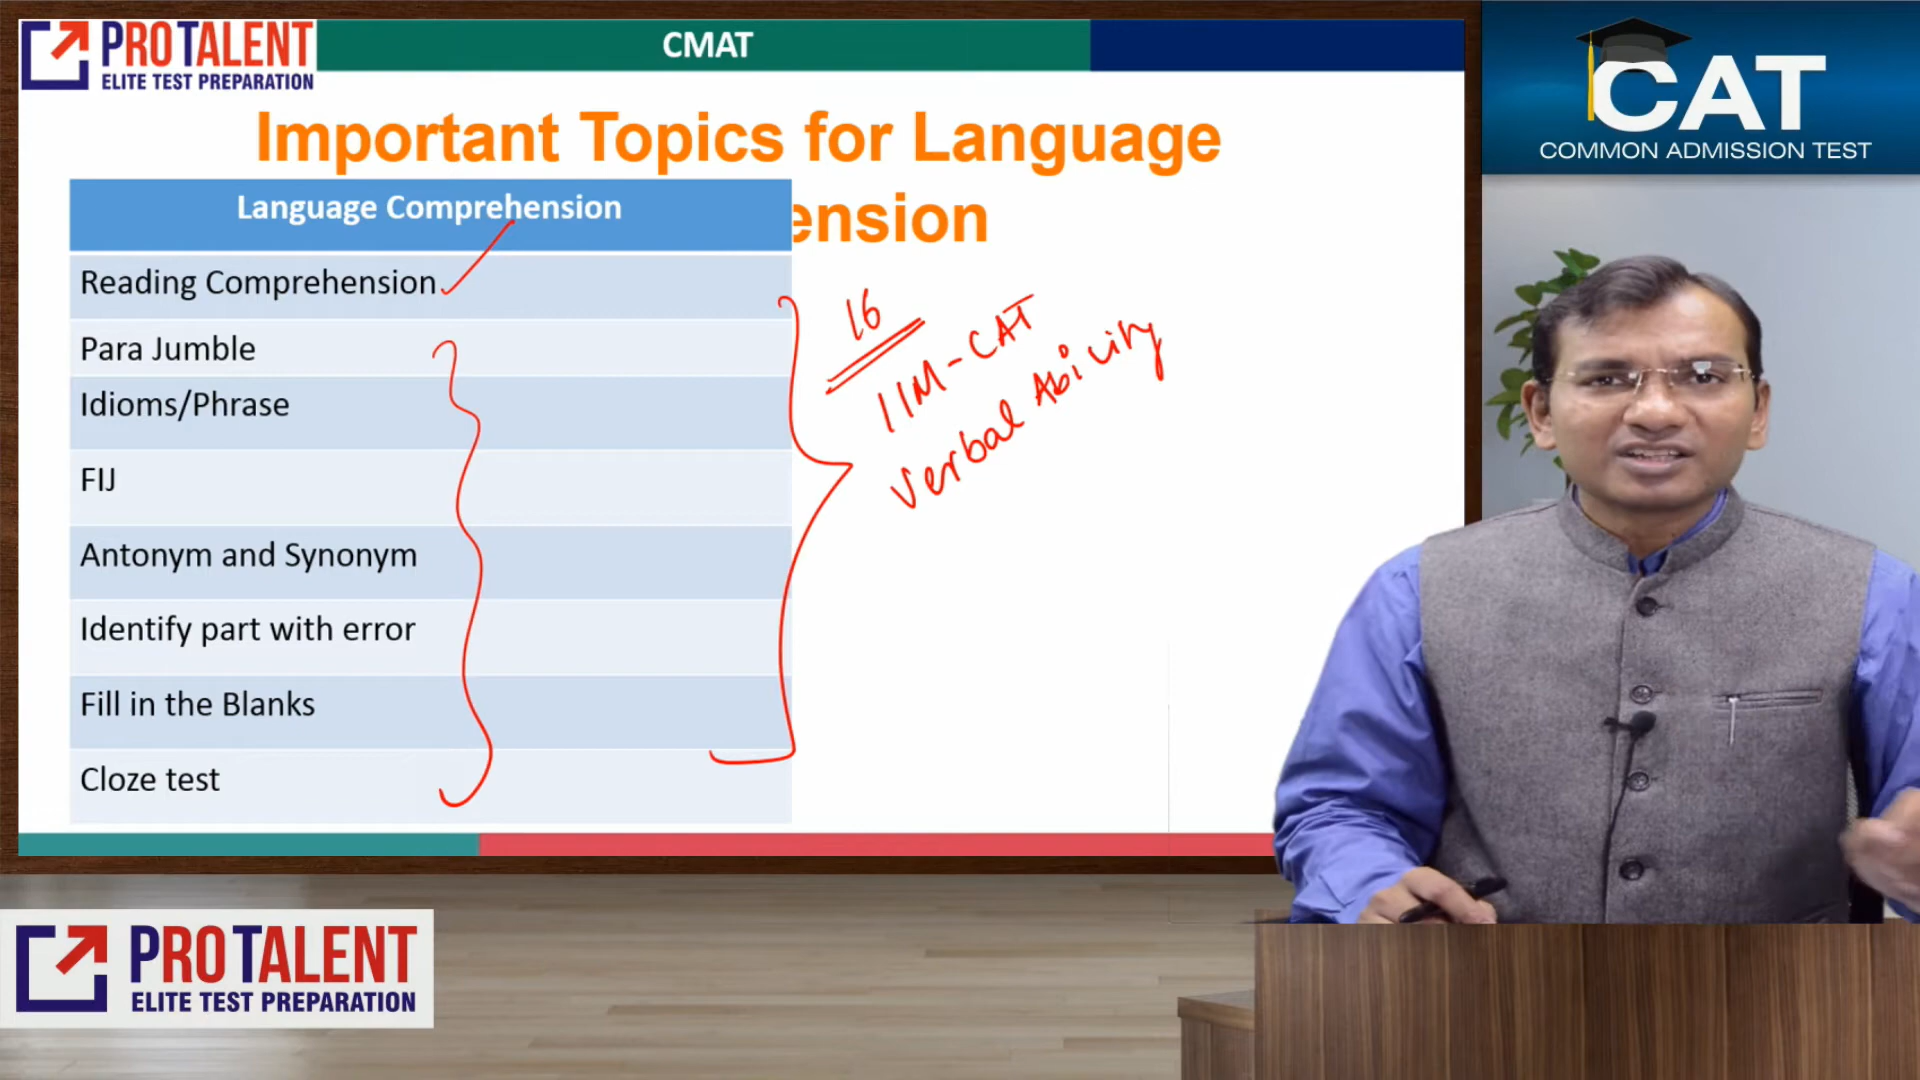 PROTALENT
ELITE TEST PREPARATION
CMAT
CAT
COMMON ADMISSION TEST
Important Topics for Language
ension
Language Comprehension
Reading Comprehension
Para Jumble
Idioms/Phrase
FIJ
Antonym and Synonym
Identify part with error
Fill in the Blanks
Cloze test
16
IIM-CAT
Verbal Ability
PROTALENT
ELITE TEST PREPARATION